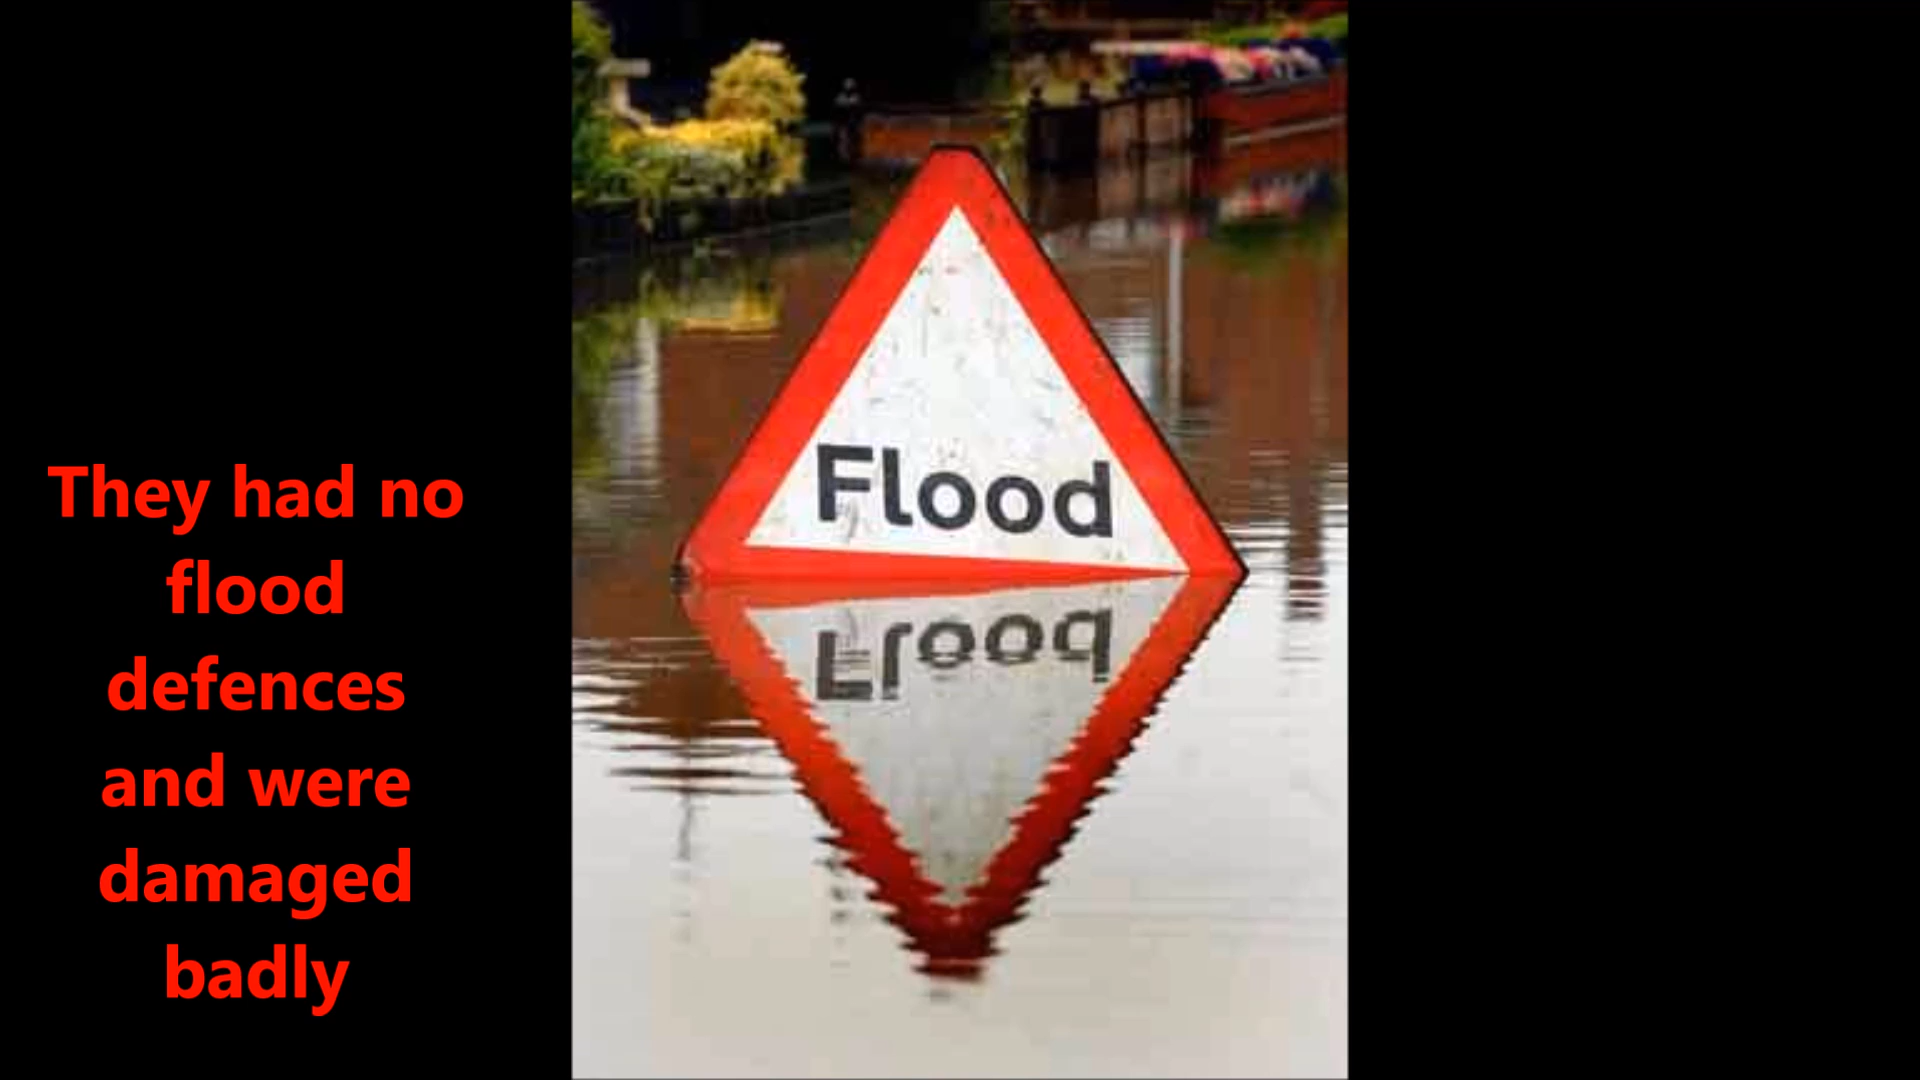 They had no
flood
defences
and were
damaged
badly
Flood